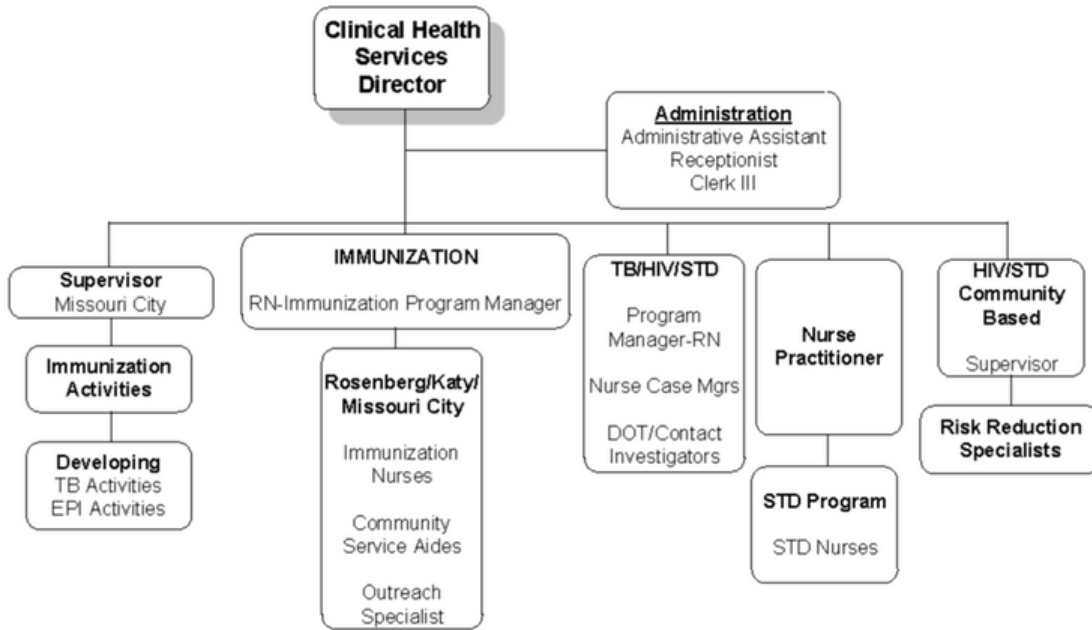 Clinical Health
Services
Director
Administration
Administrative Assistant
Receptionist
Clerk III
Supervisor
Missouri City
Immunization
Activities
Developing
TB Activities
EPI Activities
IMMUNIZATION
RN-Immunization Program Manager
Rosenberg/Katy/
Missouri City
Immunization
Nurses
Community
Service Aides
Outreach
Specialist
TB/HIV/STD
Program
Manager-RN
Nurse Case Mgrs
DOT/Contact
Investigators
Nurse
Practitioner
STD Program
STD Nurses
HIV/STD
Community
Based
Supervisor
Risk Reduction
Specialists